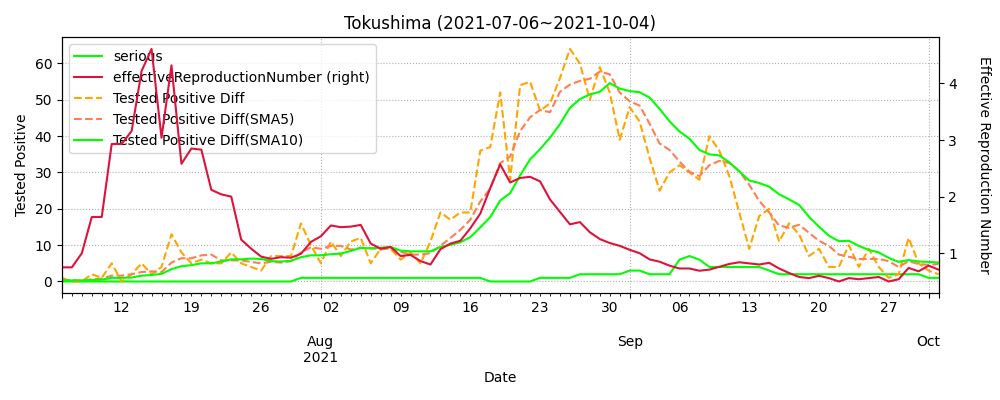 Tokushima (2021-07-06~2021-10-04)
serious
effectiveReproductionNumber (right)
Tested Positive Diff
Tested Positive Diff(SMA5)
Tested Positive Diff(SMA10)
60
50
40
30
20
10
0
Tested Positive
4
3
2
1
Effective Reproduction Number
12 19 26 02 09 16 23 30 06 13 20 27
Aug Sep Oct
2021
Date